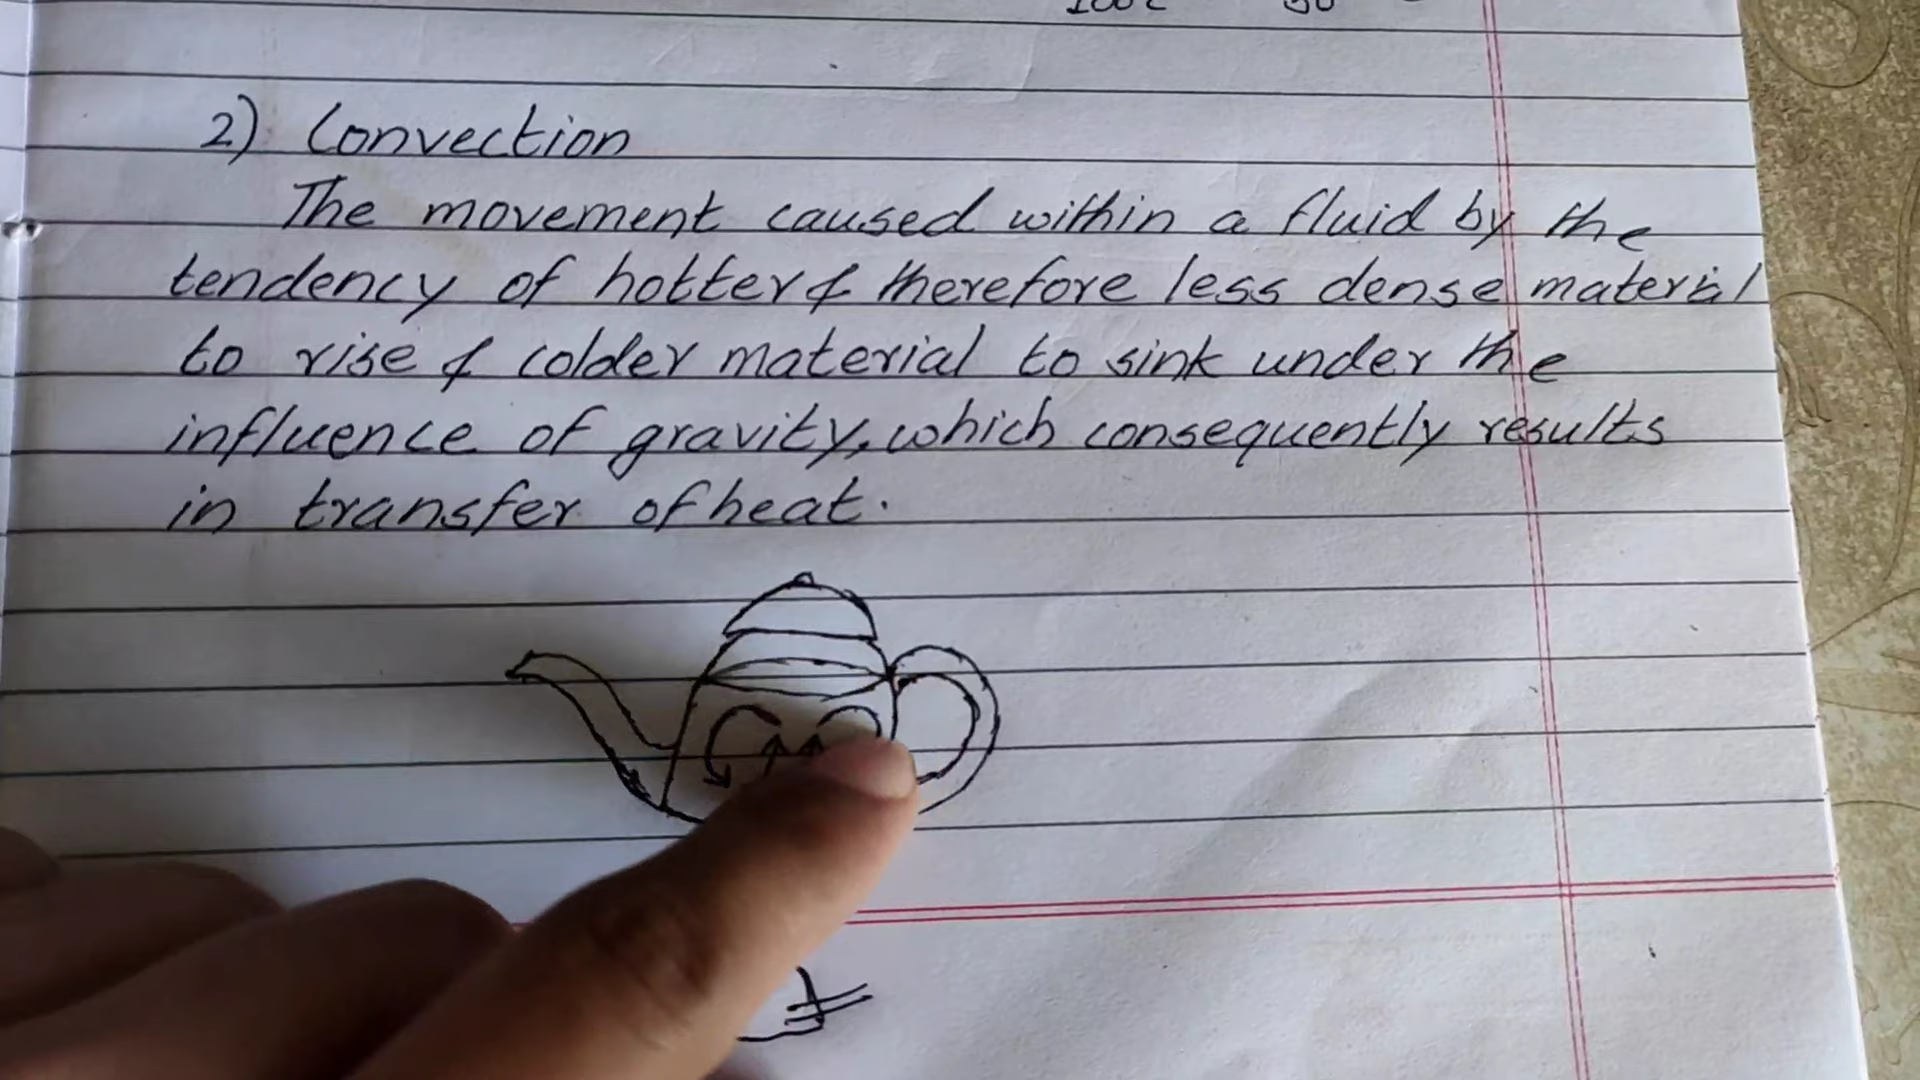 2) Convection
The movement caused within a fluid by the
tendency of hotter & therefore less dense material
to rise & colder material to sink under the
influence of gravity, which consequently results
in transfer of heat.